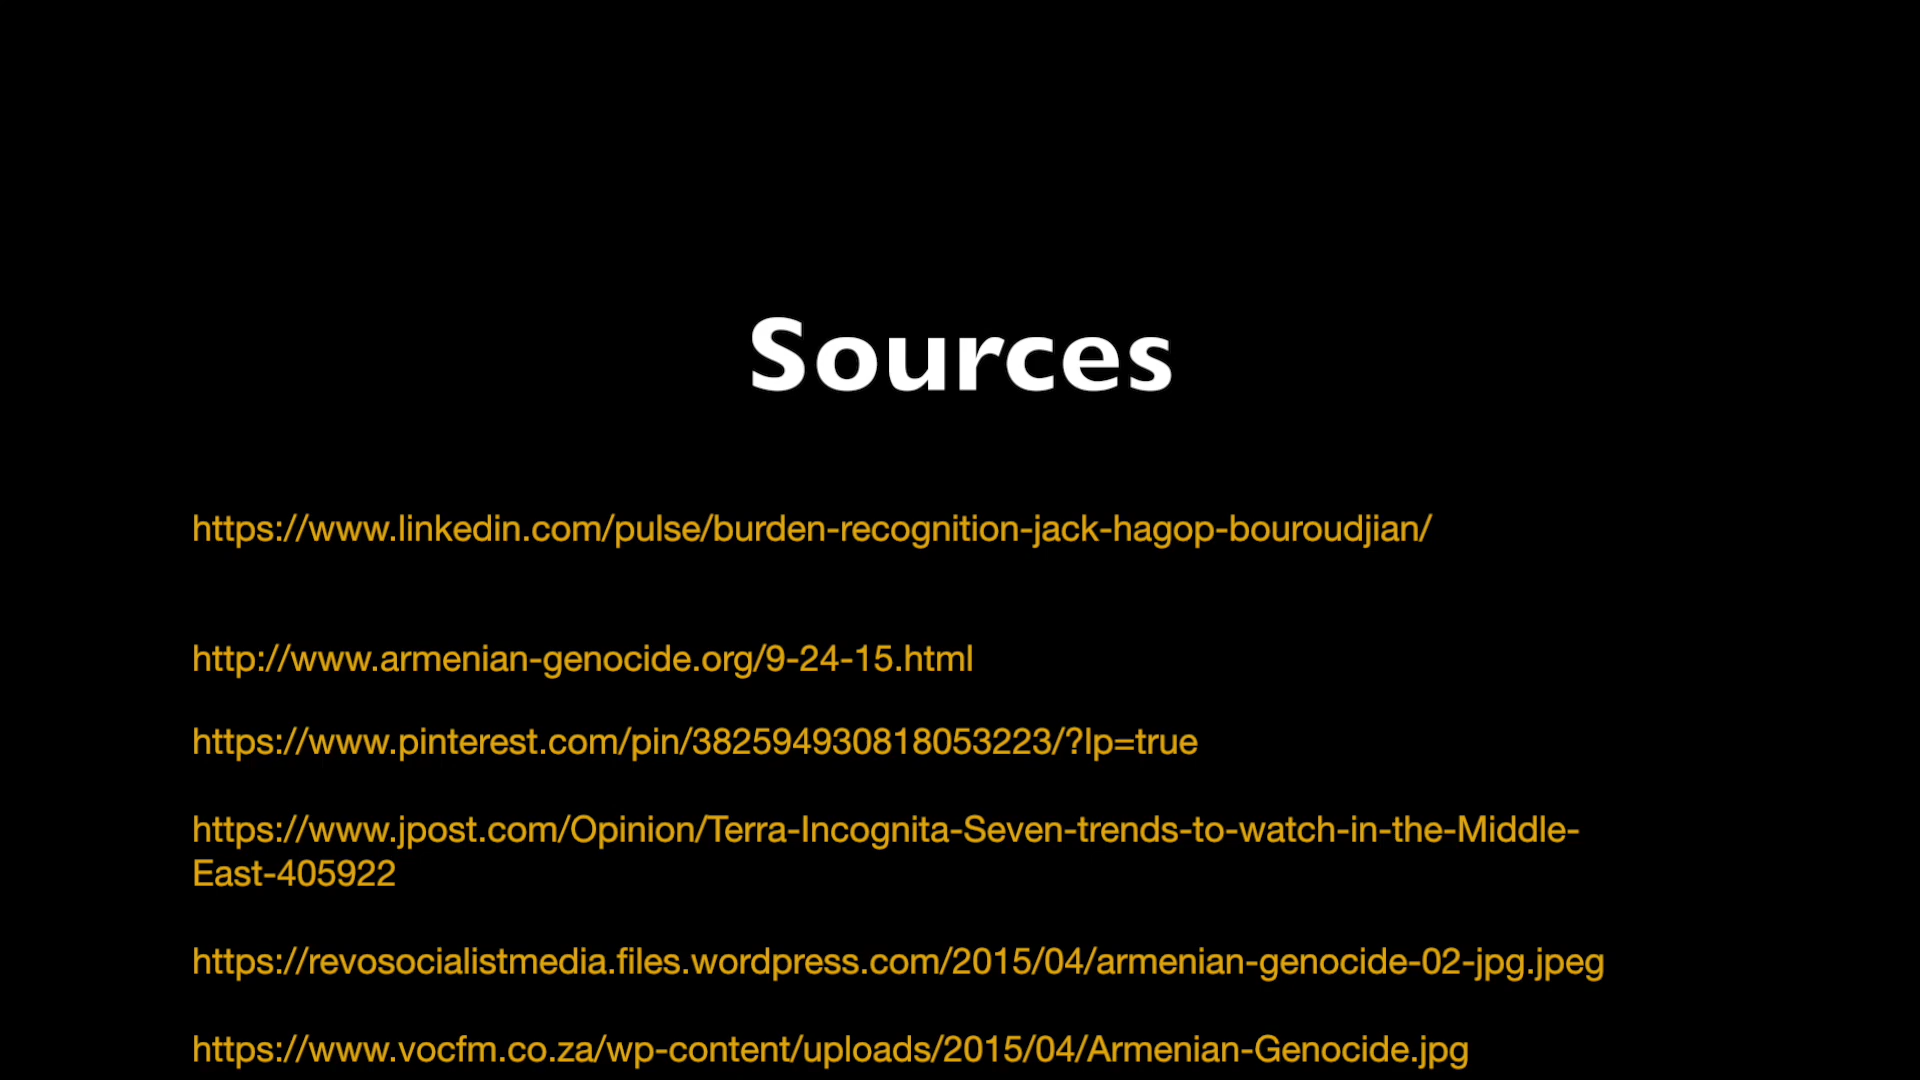 Sources
https://www.linkedin.com/pulse/burden-recognition-jack-hagop-bouroudjian/
http://www.armenian-genocide.org/9-24-15.html
https://www.pinterest.com/pin/382594930818053223/?lp=true
https://www.jpost.com/Opinion/Terra-Incognita-Seven-trends-to-watch-in-the-Middle-
East-405922
https://revosocialistmedia.files.wordpress.com/2015/04/armenian-genocide-02-jpg.jpeg
https://www.vocfm.co.za/wp-content/uploads/2015/04/Armenian-Genocide.jpg